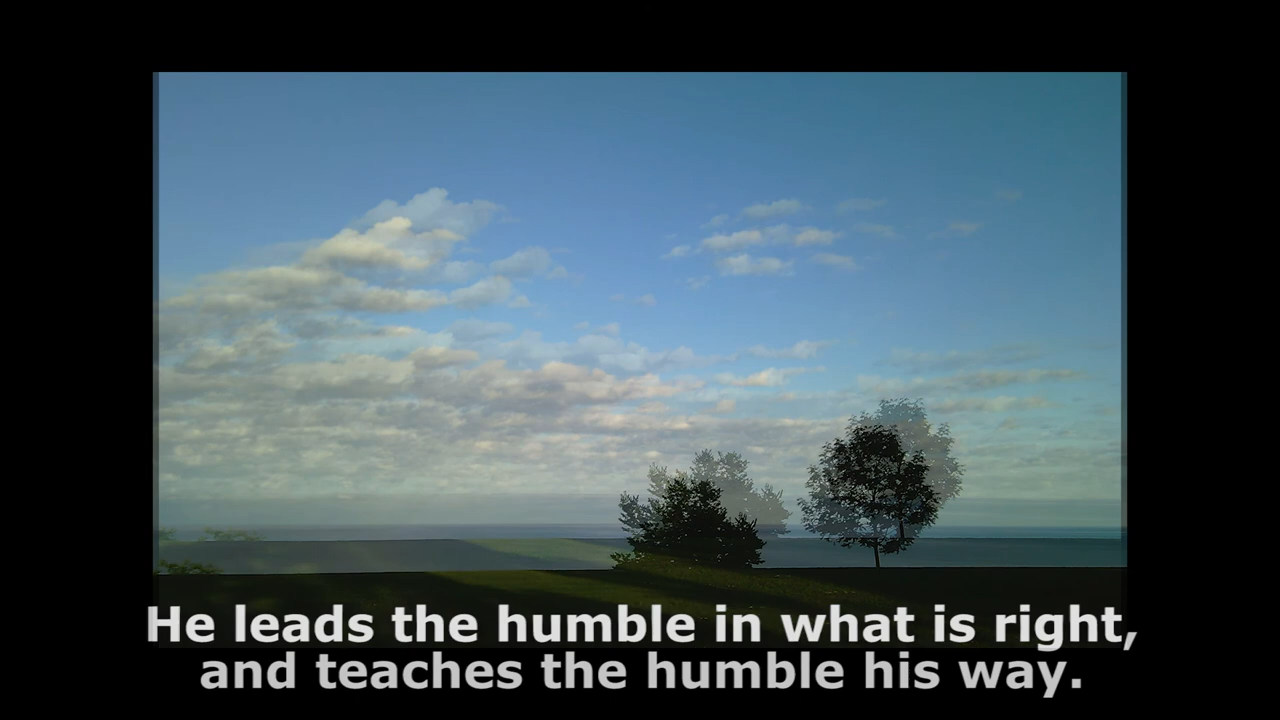 He leads the humble in what is right,
and teaches the humble his way.